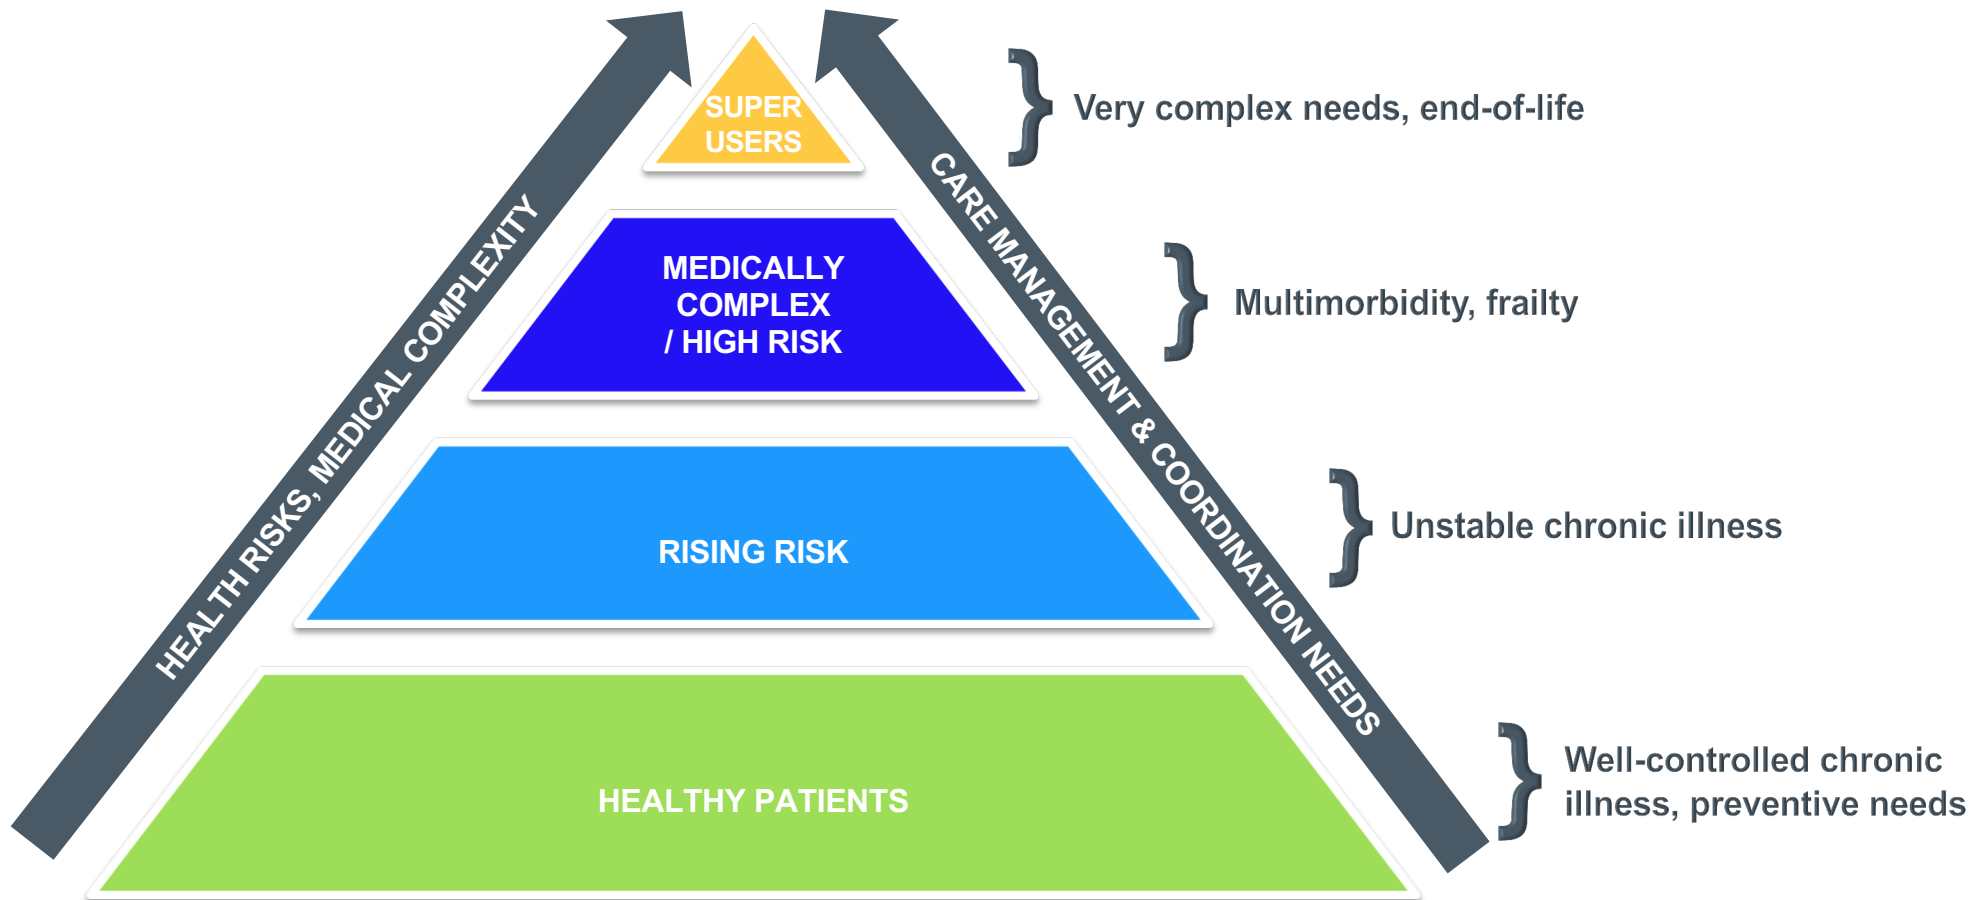 SUPER
USERS
Very complex needs, end-of-life
HEALTH RISKS, MEDICAL COMPLEXITY
CARE MANAGEMENT & COORDINATION NEEDS
MEDICALLY
COMPLEX
/ HIGH RISK
Multimorbidity, frailty
RISING RISK
Unstable chronic illness
HEALTHY PATIENTS
Well-controlled chronic
illness, preventive needs